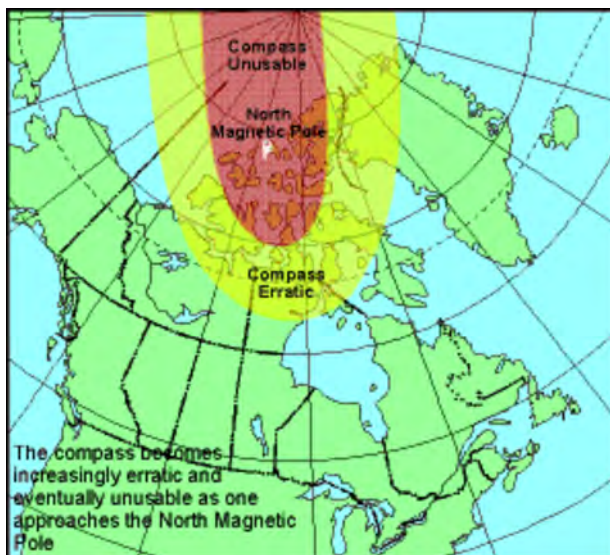 Compass
Unusable
North
Magnetic Pole
Compass
Erratic
The compass becomes
increasingly erratic and
eventually unusable as one
approaches the North Magnetic
Pole